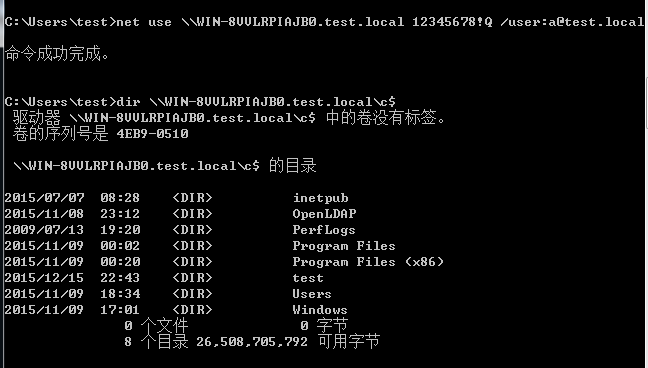 C:\Users\test>net use \\WIN-8VVLRPIAJB0.test.local 12345678!Q /user:a@test.local
命令成功完成。
C:\Users\test>dir \\WIN-8VVLRPIAJB0.test.local\c$
驱动器 \\WIN-8VVLRPIAJB0.test.local\c$ 中的卷没有标签。
卷的序列号是 4EB9-0510
\\WIN-8VVLRPIAJB0.test.local\c$ 的目录
2015/07/07  08:28    <DIR>          inetpub
2015/11/08  23:12    <DIR>          OpenLDAP
2009/07/13  19:20    <DIR>          PerfLogs
2015/11/09  00:02    <DIR>          Program Files
2015/11/09  00:20    <DIR>          Program Files (x86)
2015/12/15  22:43    <DIR>          test
2015/11/09  18:34    <DIR>          Users
2015/11/09  17:01    <DIR>          Windows
0 个文件              0 字节
8 个目录 26,508,705,792 可用字节